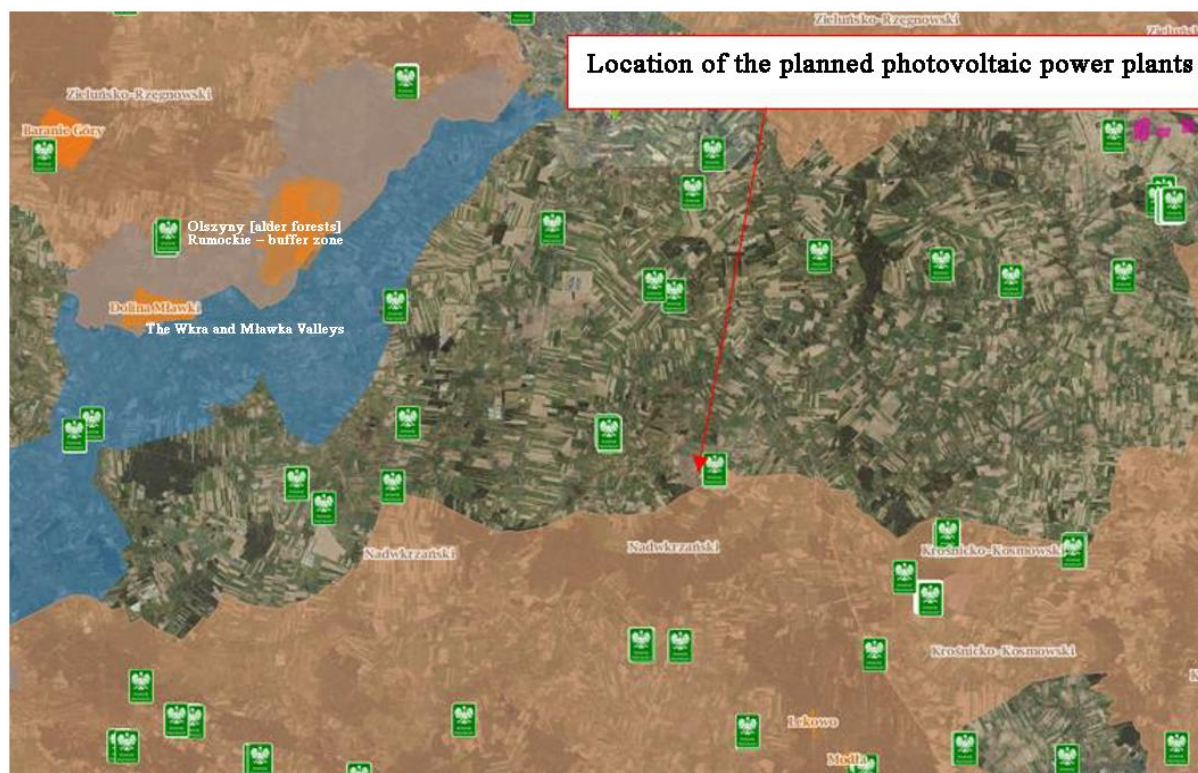 Zieluńsko-Rzęgnowski
Location of the planned photovoltaic power plants
Zieluńsko-Rzęgnowski
Baranie Góry
Olszyny [alder forests]
Rumockie – buffer zone
Dolina Mławki
The Wkra and Mławka Valleys
Nadwkrzański
Nadwkrzański
Krośnicko-Kosmowski
Krośnicko-Kosmowski
Lekowo
Modła